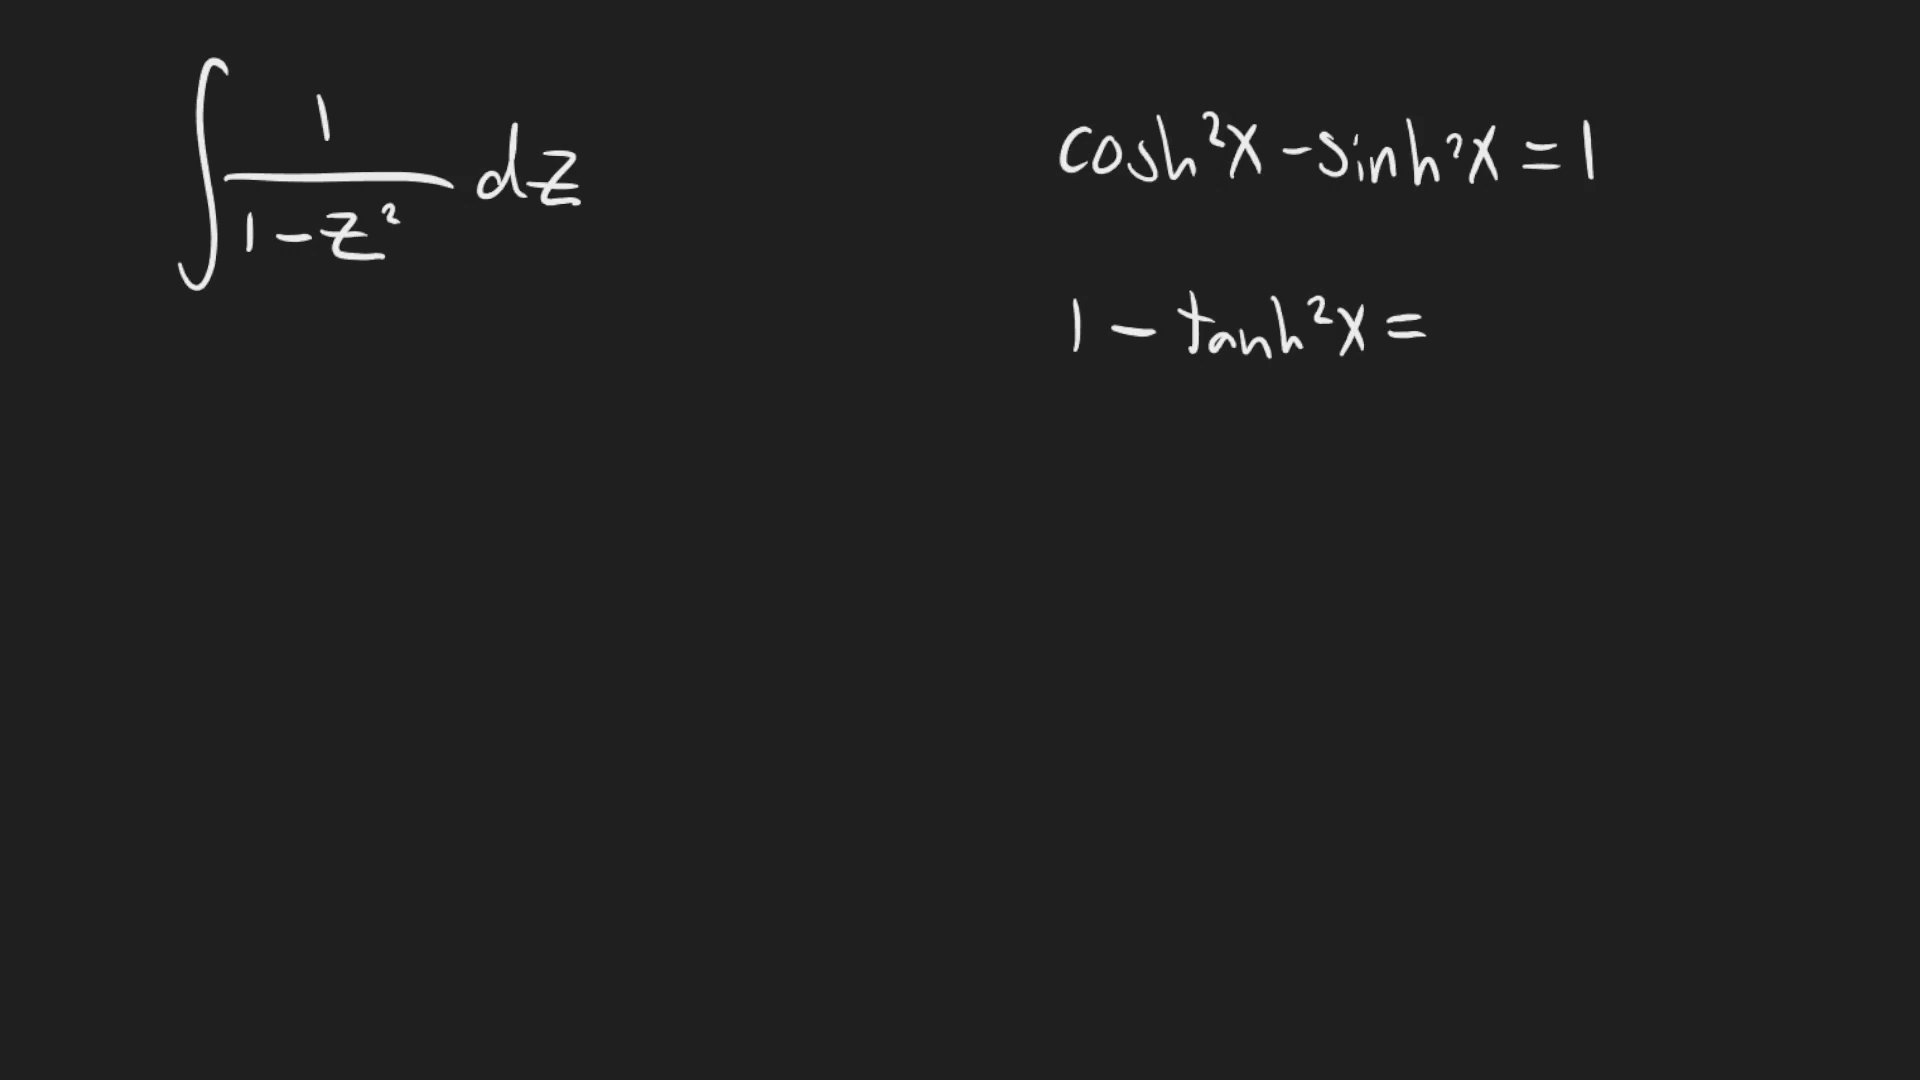 ∫ 1/(1-z²) dz
cosh²x - sinh²x = 1
1 - tanh²x =